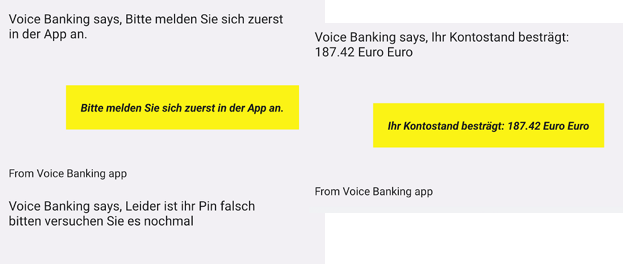 Voice Banking says, Bitte melden Sie sich zuerst
in der App an.
Bitte melden Sie sich zuerst in der App an.
From Voice Banking app
Voice Banking says, Leider ist ihr Pin falsch
bitten versuchen Sie es nochmal
Voice Banking says, Ihr Kontostand besträgt:
187.42 Euro Euro
Ihr Kontostand besträgt: 187.42 Euro Euro
From Voice Banking app